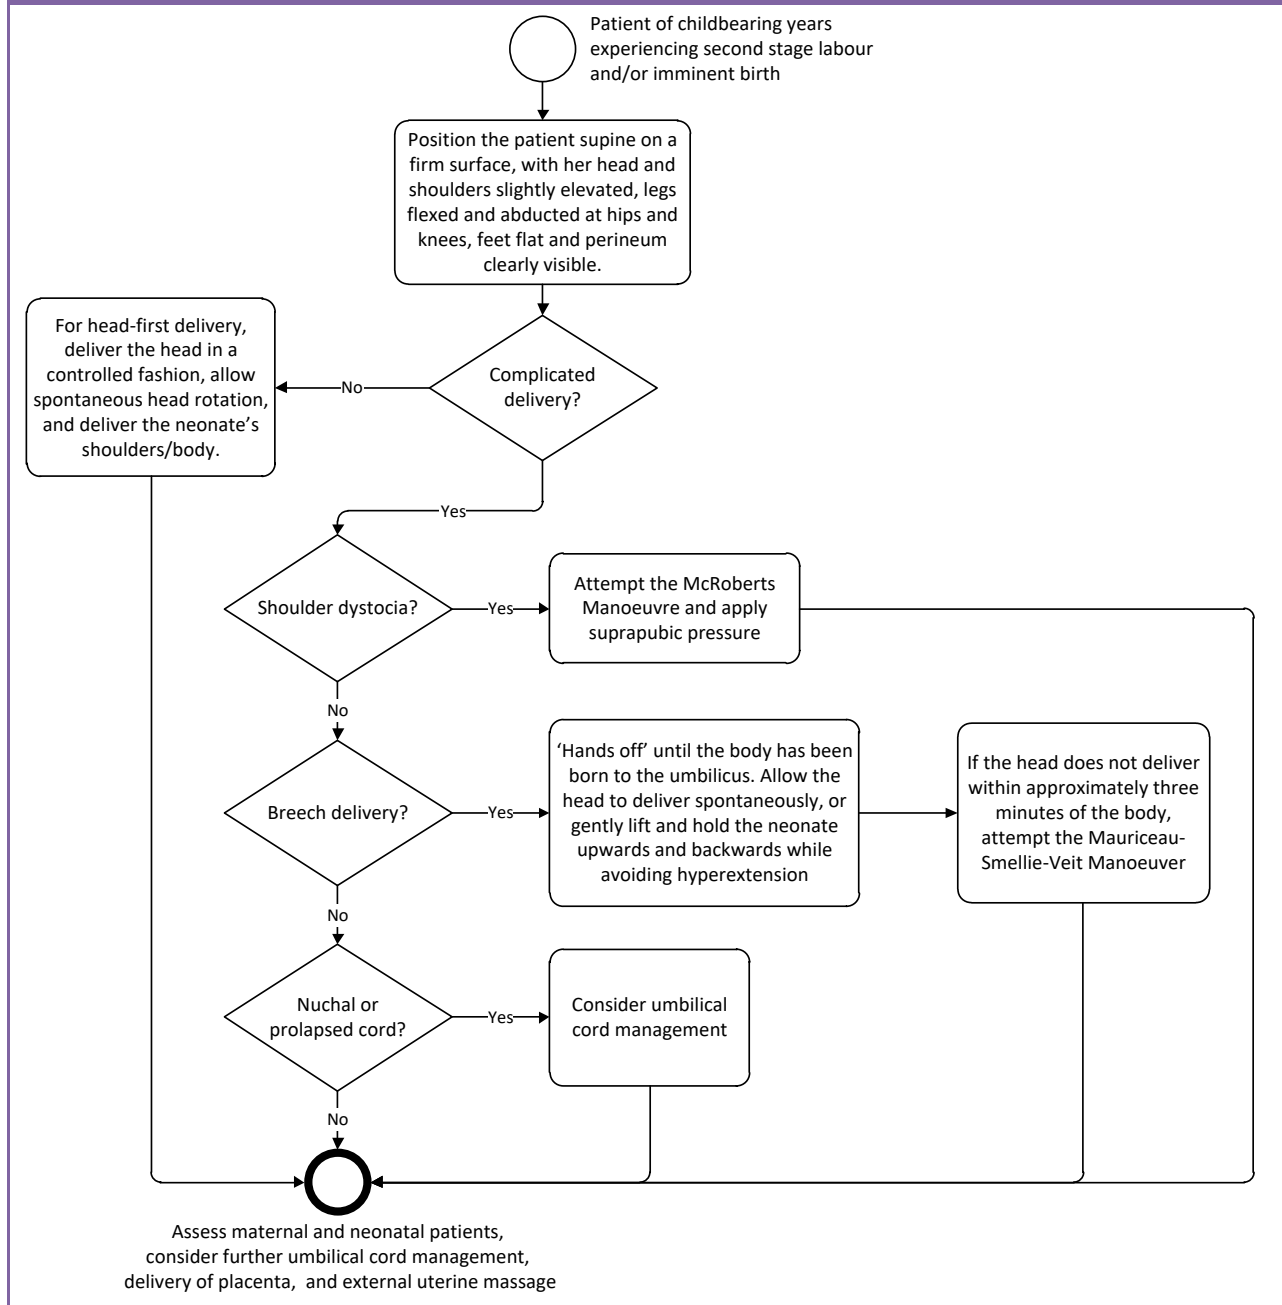 Patient of childbearing years
experiencing second stage labour
and/or imminent birth
Position the patient supine on a
firm surface, with her head and
shoulders slightly elevated, legs
flexed and abducted at hips and
knees, feet flat and perineum
clearly visible.
Complicated
delivery?
No
For head-first delivery,
deliver the head in a
controlled fashion, allow
spontaneous head rotation,
and deliver the neonate’s
shoulders/body.
Yes
Shoulder dystocia?
Yes
Attempt the McRoberts
Manoeuvre and apply
suprapubic pressure
No
Breech delivery?
Yes
‘Hands off’ until the body has been
born to the umbilicus. Allow the
head to deliver spontaneously, or
gently lift and hold the neonate
upwards and backwards while
avoiding hyperextension
If the head does not deliver
within approximately three
minutes of the body,
attempt the Mauriceau-
Smellie-Veit Manoeuver
No
Nuchal or
prolapsed cord?
Yes
Consider umbilical
cord management
No
Assess maternal and neonatal patients,
consider further umbilical cord management,
delivery of placenta,  and external uterine massage